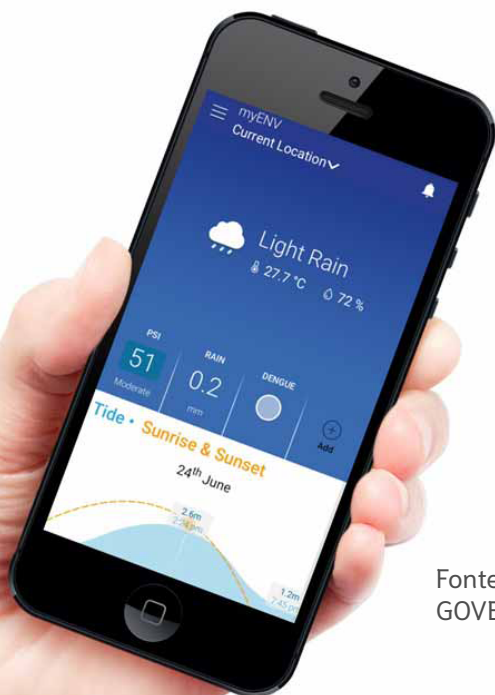 myENV
Current Location
Light Rain
27.7 °C 72 %
PSI
51
Moderate
RAIN
0.2
mm
DENGUE
Add
Tide • Sunrise & Sunset
24th June
2.6m
1.2m
2:45 pm
Fonte
GOVE